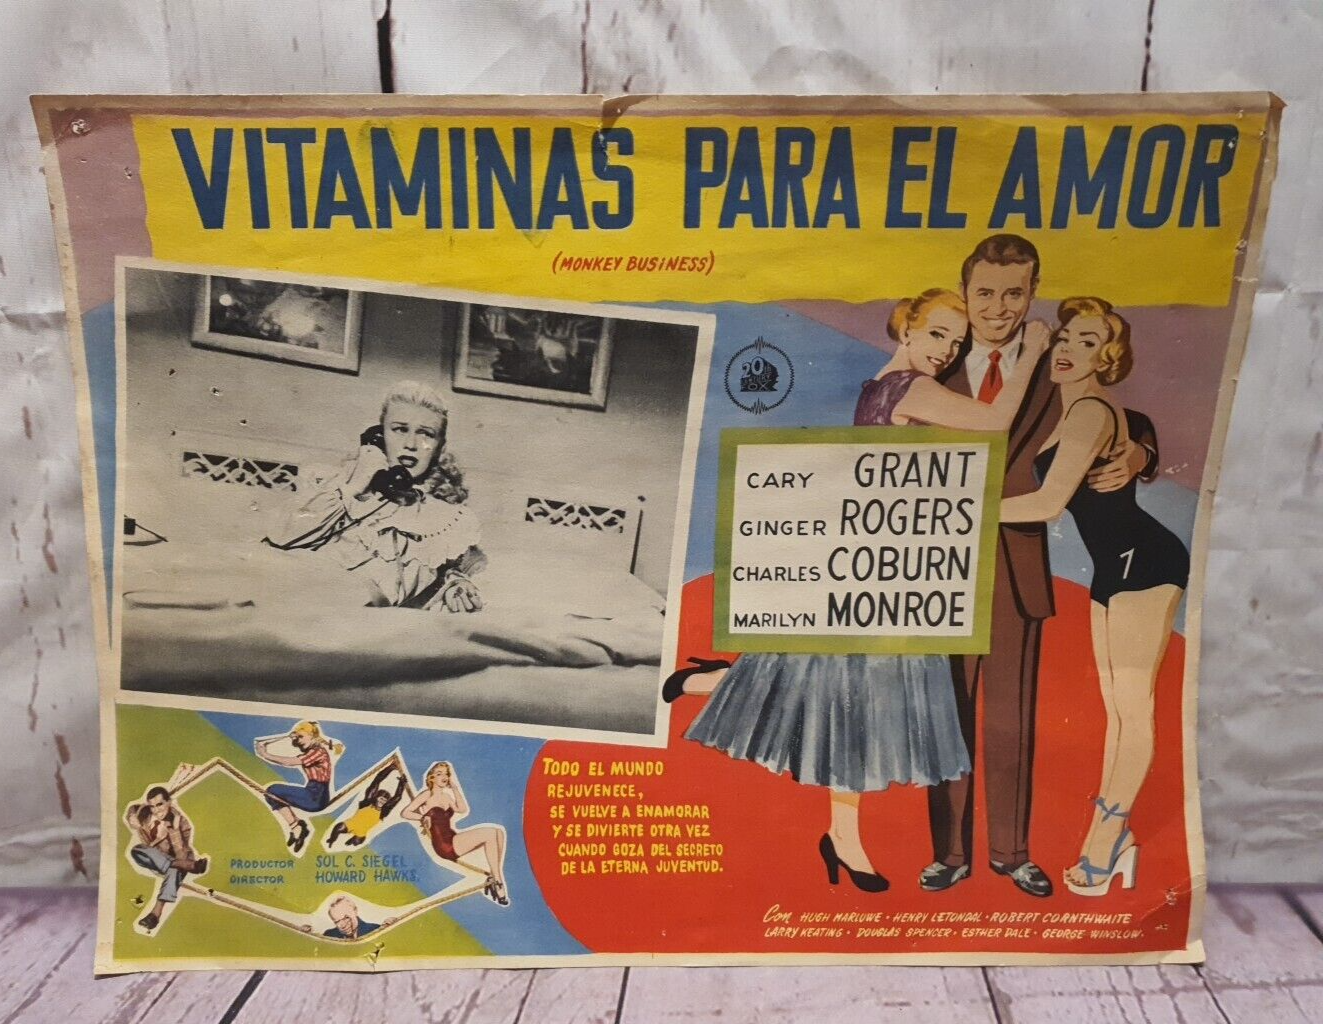 VITAMINAS PARA EL AMOR
(MONKEY BUSINESS)
20th CENTURY FOX
CARY GRANT
GINGER ROGERS
CHARLES COBURN
MARILYN MONROE
1
TODO EL MUNDO
REJUVENECE,
SE VUELVE A ENAMORAR
Y SE DIVIERTE OTRA VEZ
CUANDO GOZA DEL SECRETO
DE LA ETERNA JUVENTUD.
PRODUCTOR SOL C. SIEGEL
DIRECTOR HOWARD HAWKS.
Con HUGH MARLOWE · HENRY LETONDAL · ROBERT CORNTHWAITE
LARRY KEATING · DOUGLAS SPENCER · ESTHER DALE · GEORGE WINSLOW.